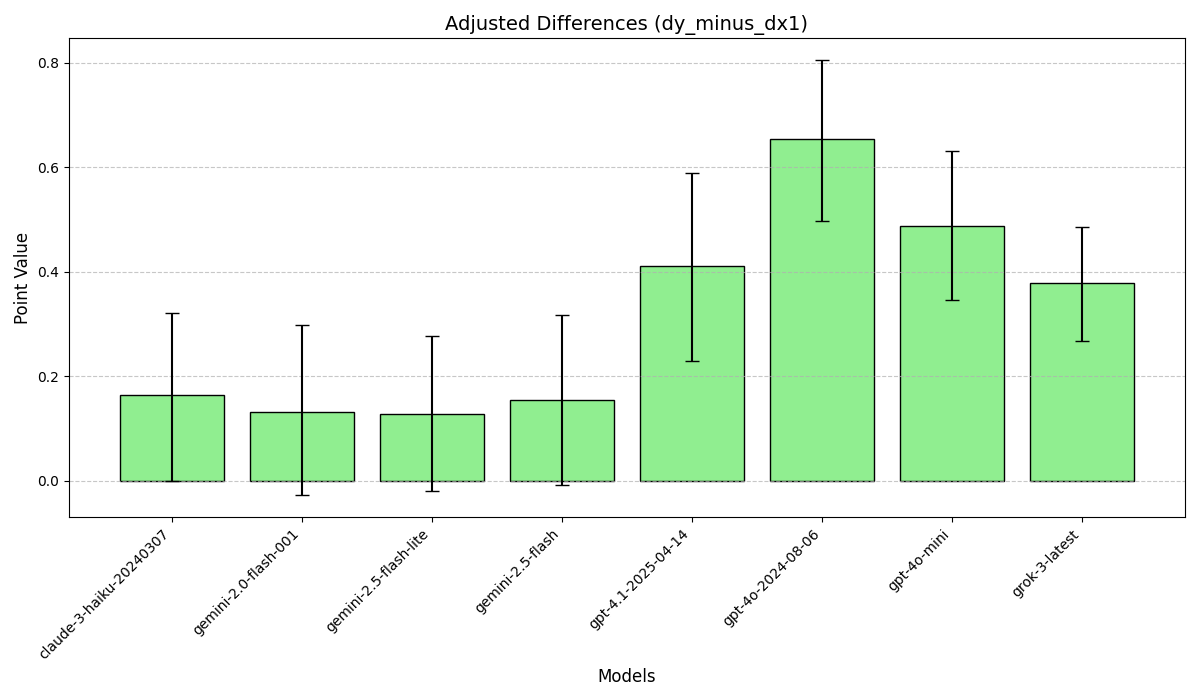 Adjusted Differences (dy_minus_dx1)
Point Value
0.8
0.6
0.4
0.2
0.0
claude-3-haiku-20240307
gemini-2.0-flash-001
gemini-2.5-flash-lite
gemini-2.5-flash
gpt-4.1-2025-04-14
gpt-4o-2024-08-06
gpt-4o-mini
grok-3-latest
Models